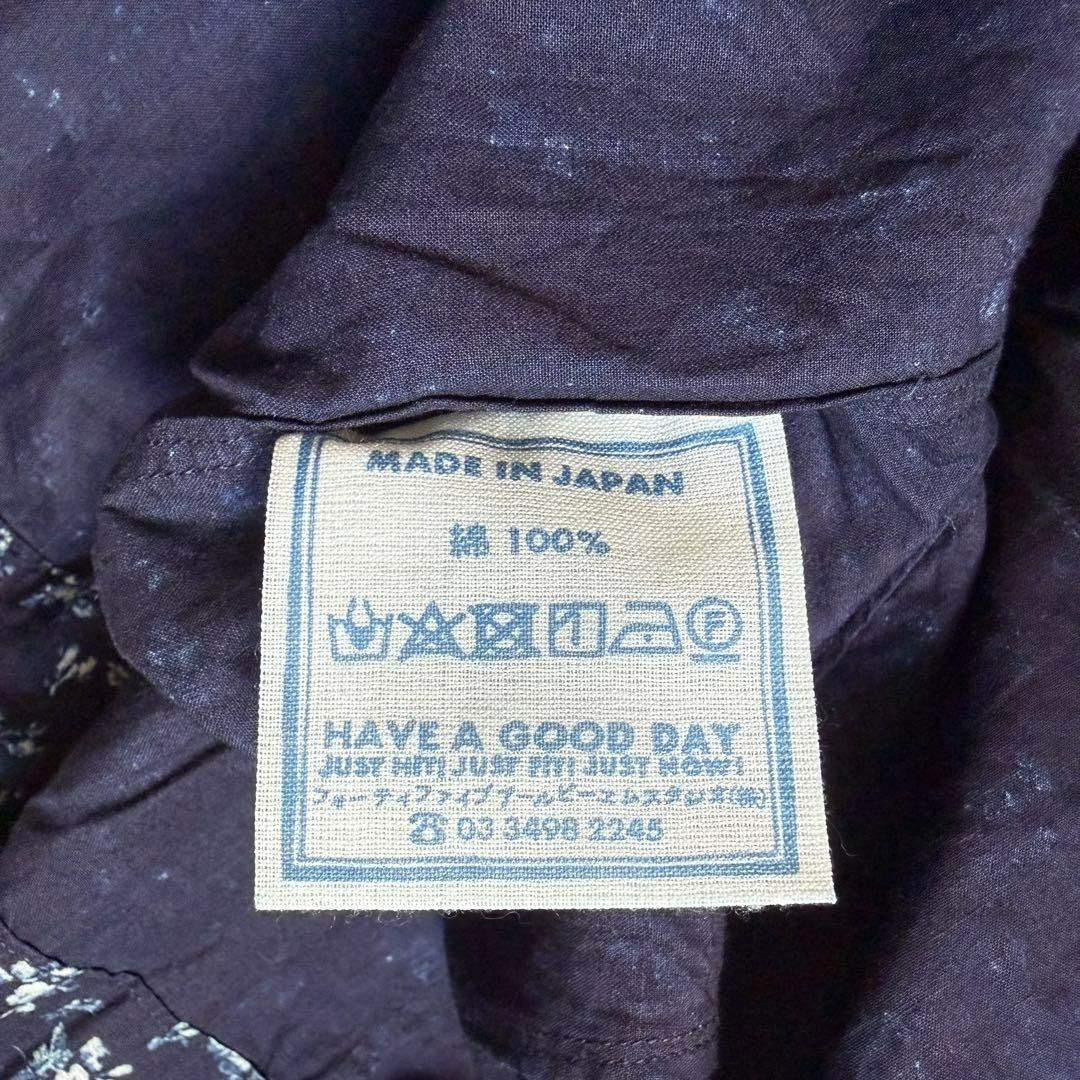 MADE IN JAPAN
綿 100%
F
HAVE A GOOD DAY
JUST HIT! JUST FIT! JUST NOW!
フォーティファイブアールピーエムスタジオ(株)
☎ 03 3498 2245